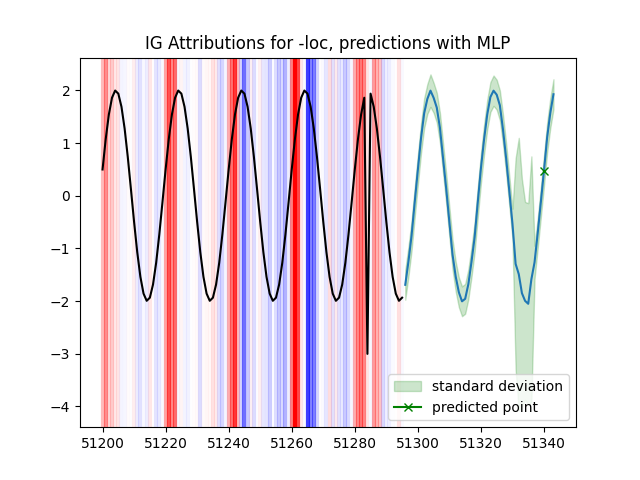 IG Attributions for -loc, predictions with MLP
2
1
0
−1
−2
−3
−4
standard deviation
predicted point
51200 51220 51240 51260 51280 51300 51320 51340